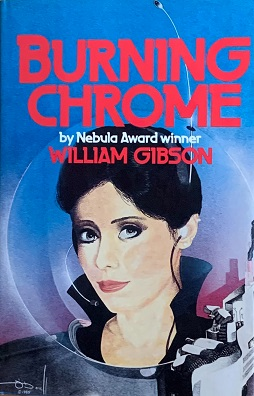 BURNING
CHROME
by Nebula Award winner
WILLIAM GIBSON